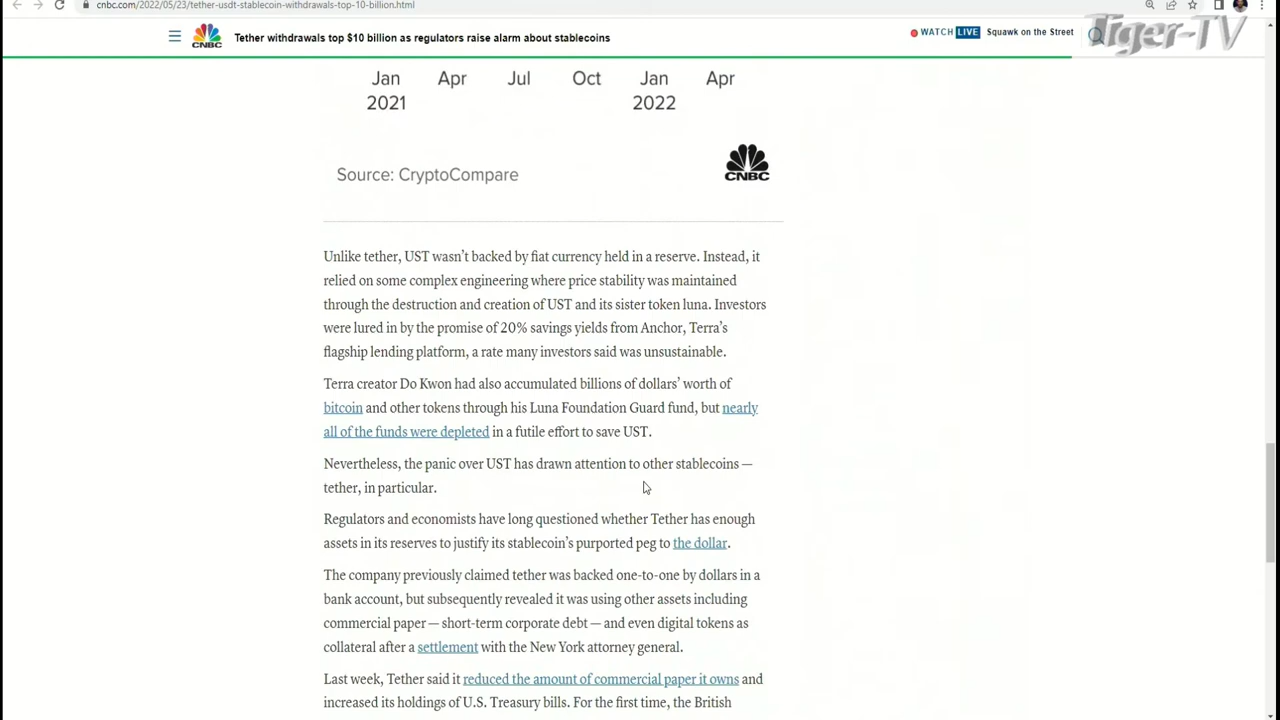 cnbc.com/2022/05/23/tether-usdt-stablecoin-withdrawals-top-10-billion.html
CNBC
Tether withdrawals top $10 billion as regulators raise alarm about stablecoins
WATCH LIVE Squawk on the Street
Tiger-TV
Jan Apr Jul Oct Jan Apr
2021 2022
Source: CryptoCompare
CNBC
Unlike tether, UST wasn't backed by fiat currency held in a reserve. Instead, it
relied on some complex engineering where price stability was maintained
through the destruction and creation of UST and its sister token luna. Investors
were lured in by the promise of 20% savings yields from Anchor, Terra's
flagship lending platform, a rate many investors said was unsustainable.
Terra creator Do Kwon had also accumulated billions of dollars' worth of
bitcoin and other tokens through his Luna Foundation Guard fund, but nearly
all of the funds were depleted in a futile effort to save UST.
Nevertheless, the panic over UST has drawn attention to other stablecoins —
tether, in particular.
Regulators and economists have long questioned whether Tether has enough
assets in its reserves to justify its stablecoin's purported peg to the dollar.
The company previously claimed tether was backed one-to-one by dollars in a
bank account, but subsequently revealed it was using other assets including
commercial paper — short-term corporate debt — and even digital tokens as
collateral after a settlement with the New York attorney general.
Last week, Tether said it reduced the amount of commercial paper it owns and
increased its holdings of U.S. Treasury bills. For the first time, the British